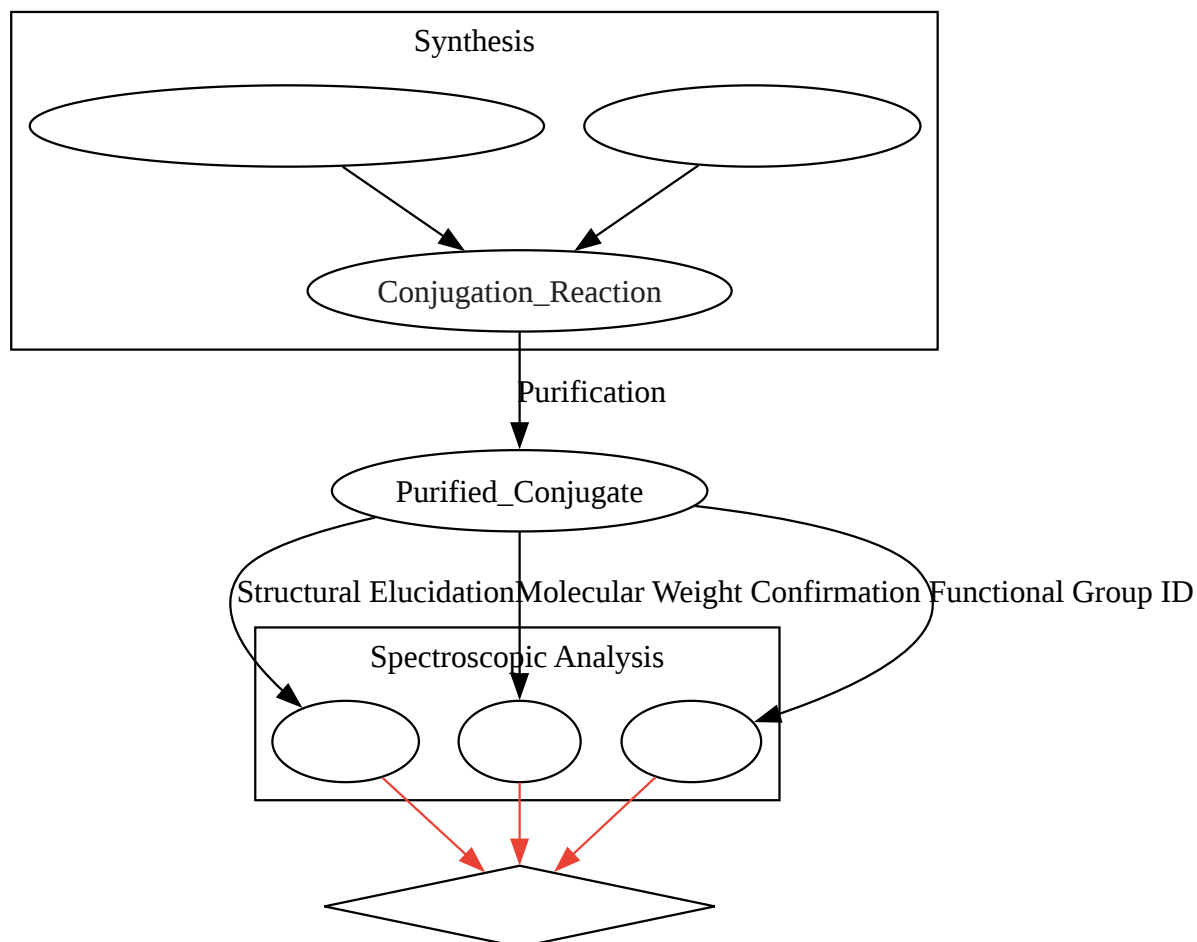 Synthesis
Conjugation_Reaction
Purification
Purified_Conjugate
Structural Elucidation
Molecular Weight Confirmation
Functional Group ID
Spectroscopic Analysis